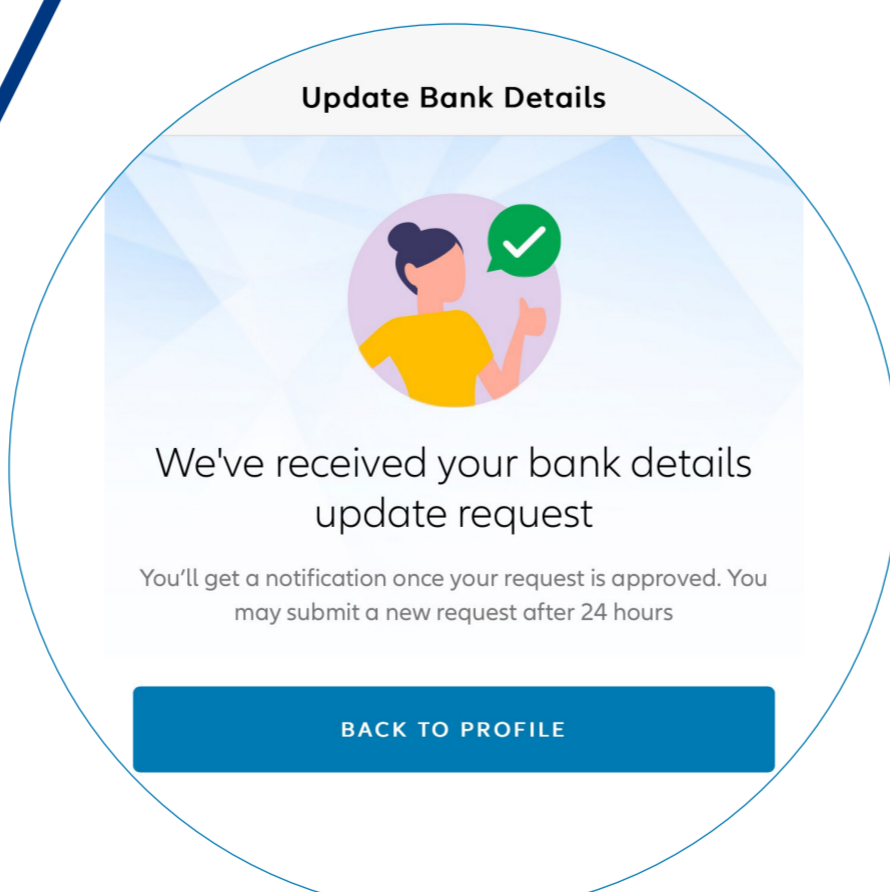 Update Bank Details
We've received your bank details
update request
You’ll get a notification once your request is approved. You
may submit a new request after 24 hours
BACK TO PROFILE